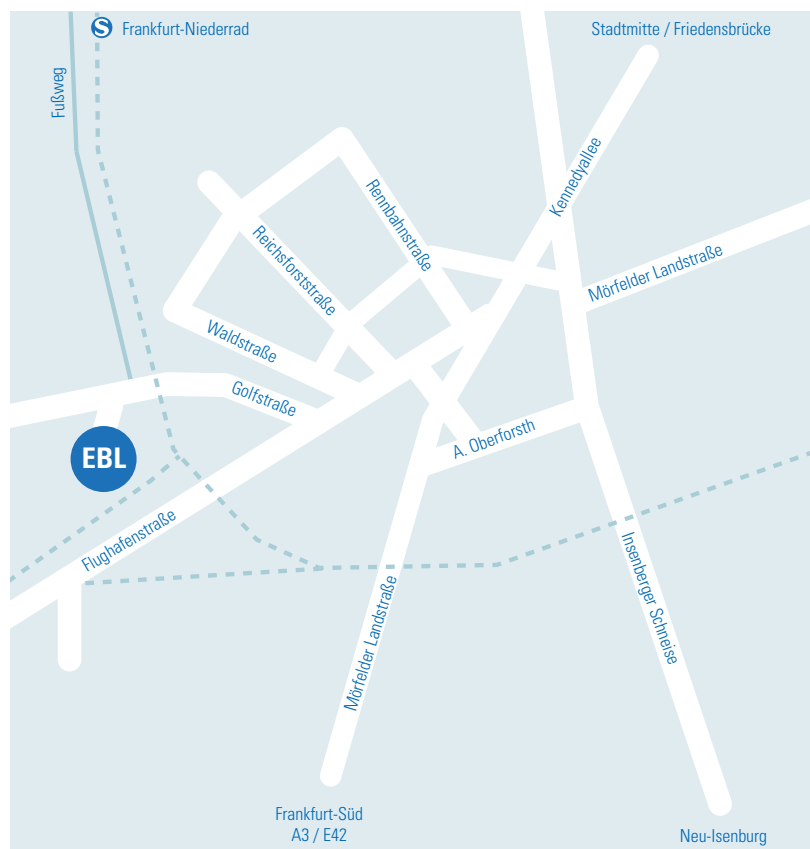 S Frankfurt-Niederrad
Stadtmitte / Friedensbrücke
Fußweg
Kennedyallee
Rennbahnstraße
Reichsforststraße
Mörfelder Landstraße
Waldstraße
Golfstraße
A. Oberforsth
EBL
Flughafenstraße
Insenberger Schneise
Mörfelder Landstraße
Frankfurt-Süd
A3 / E42
Neu-Isenburg